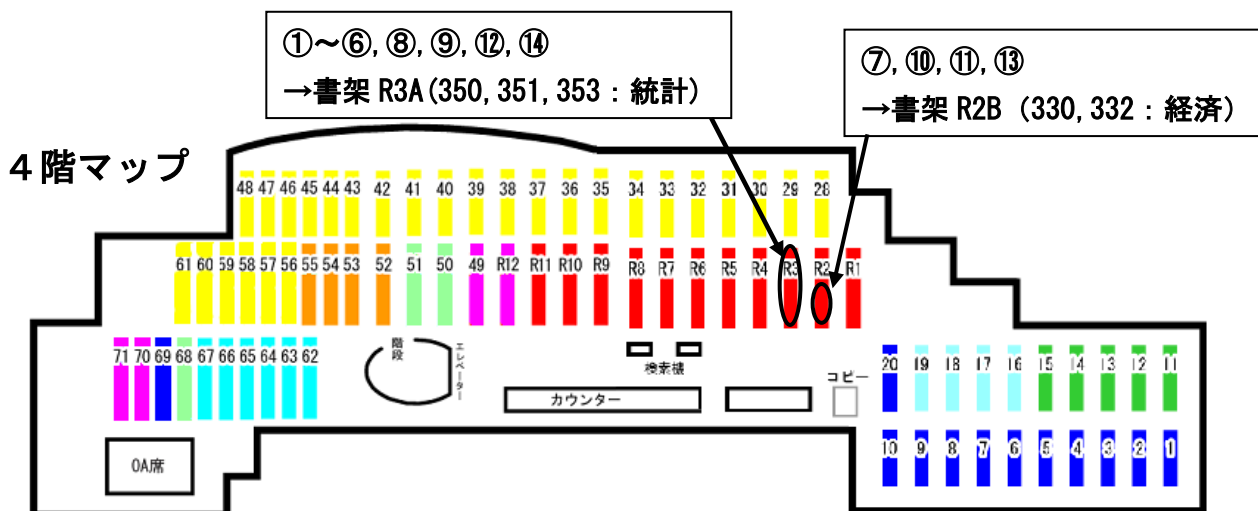 ①～⑥, ⑧, ⑨, ⑫, ⑭
→書架 R3A(350, 351, 353：統計)
⑦, ⑩, ⑪, ⑬
→書架 R2B（330, 332：経済）
４階マップ
48 47 46 45 44 43 42 41 40 39 38 37 36 35 34 33 32 31 30 29 28
61 60 59 58 57 56 55 54 53 52 51 50 49 R12 R11 R10 R9 R8 R7 R6 R5 R4 R3 R2 R1
71 70 69 68 67 66 65 64 63 62
階段
エレベーター
検索機
コピー
カウンター
20 19 18 17 16 15 14 13 12 11
10 9 8 7 6 5 4 3 2 1
OA席